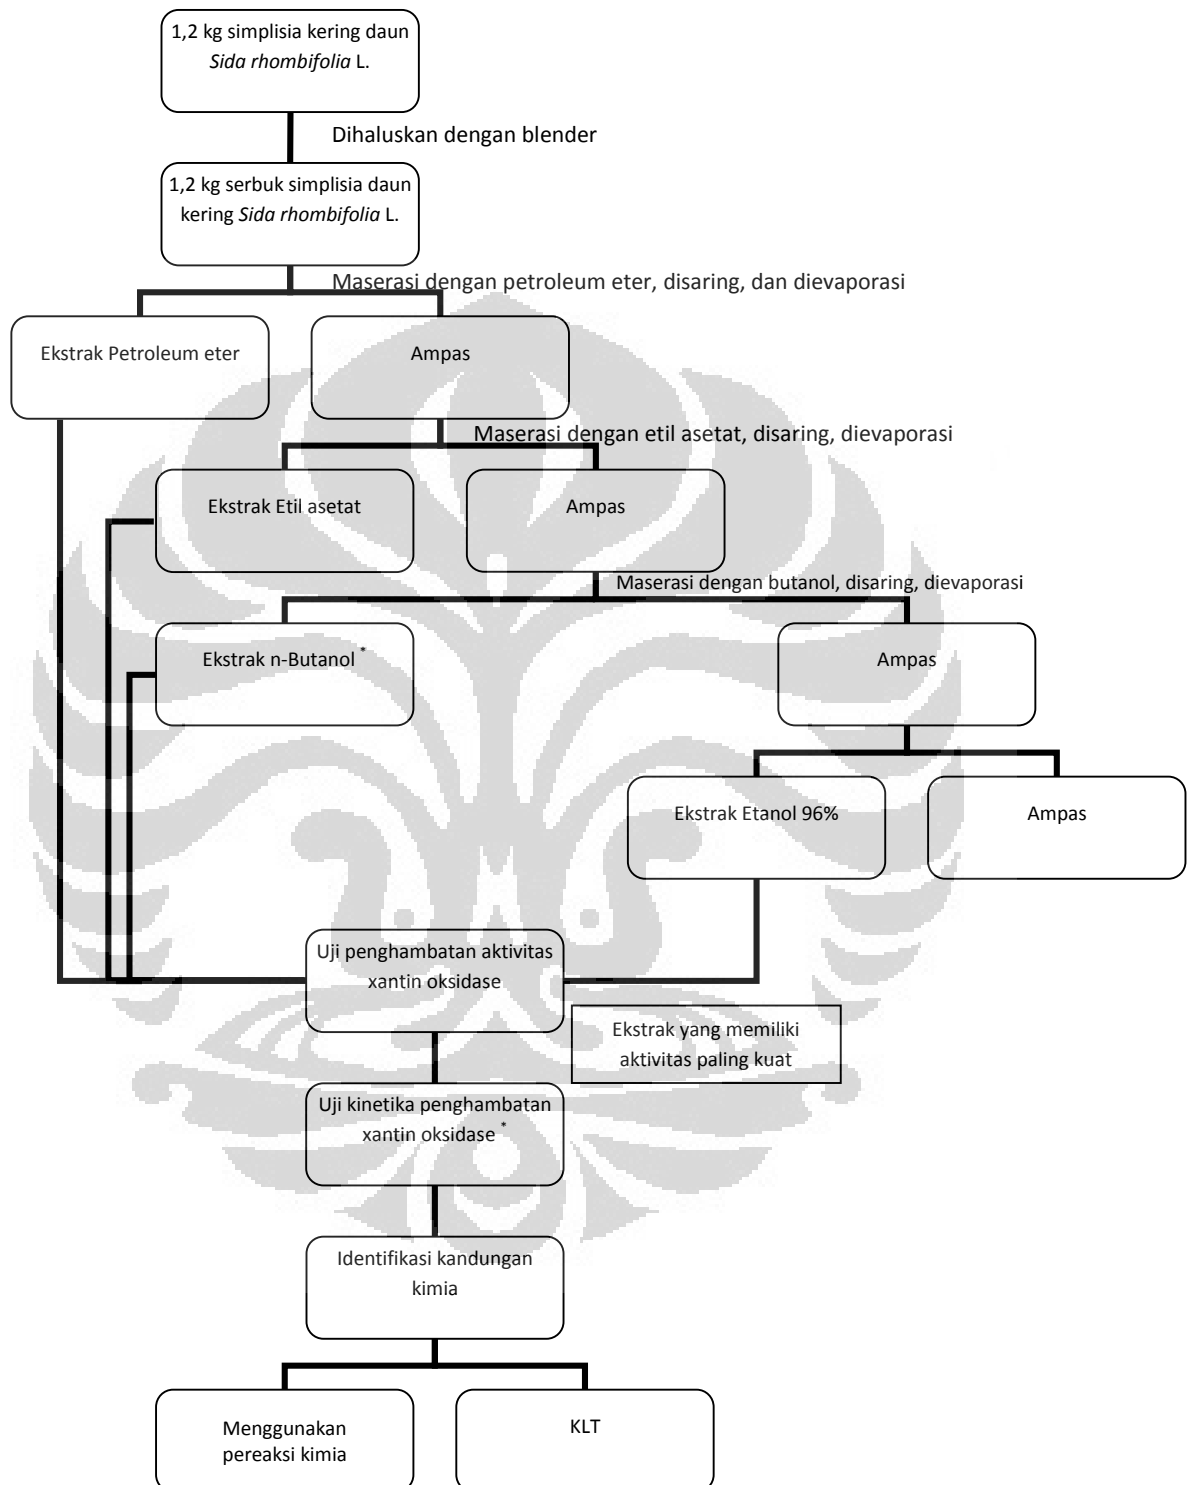 1,2 kg simplisia kering daun
Sida rhombifolia L.
Dihaluskan dengan blender
1,2 kg serbuk simplisia daun
kering Sida rhombifolia L.
Maserasi dengan petroleum eter, disaring, dan dievaporasi
Ekstrak Petroleum eter
Ampas
Maserasi dengan etil asetat, disaring, dievaporasi
Ekstrak Etil asetat
Ampas
Maserasi dengan butanol, disaring, dievaporasi
Ekstrak n-Butanol *
Ampas
Ekstrak Etanol 96%
Ampas
Uji penghambatan aktivitas
xantin oksidase
Ekstrak yang memiliki
aktivitas paling kuat
Uji kinetika penghambatan
xantin oksidase *
Identifikasi kandungan
kimia
Menggunakan
pereaksi kimia
KLT